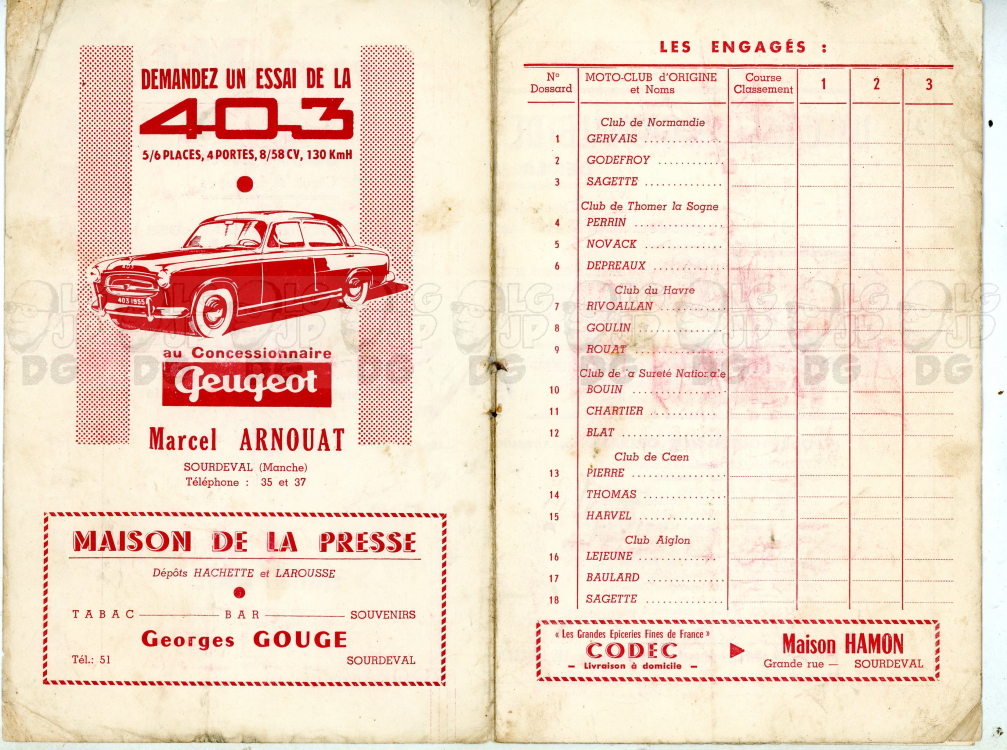 DEMANDEZ UN ESSAI DE LA
403
5/6 PLACES, 4 PORTES, 8/58 CV, 130 KmH
403
403 1955
au Concessionnaire
Peugeot
Marcel ARNOUAT
SOURDEVAL (Manche)
Téléphone : 35 et 37
MAISON DE LA PRESSE
Dépôts HACHETTE et LAROUSSE
TABAC — BAR — SOUVENIRS
Georges GOUGE
Tél.: 51 SOURDEVAL
LES ENGAGÉS :
N° Dossard MOTO-CLUB d'ORIGINE et Noms Course Classement 1 2 3
Club de Normandie
1 GERVAIS ..............
2 GODEFROY ............
3 SAGETTE ..............
Club de Thomer la Sogne
4 PERRIN ................
5 NOVACK ..............
6 DEPREAUX .............
Club du Havre
7 RIVOALLAN ............
8 GOULIN ...............
9 ROUAT ................
Club de a Sureté Nationale
10 BOUIN ................
11 CHARTIER ............
12 BLAT ..................
Club de Caen
13 PIERRE ...............
14 THOMAS ...............
15 HARVEL ..............
Club Aiglon
16 LEJEUNE ..............
17 BAULARD ..............
18 SAGETTE ..............
« Les Grandes Epiceries Fines de France »
CODEC
– Livraison à domicile –
Maison HAMON
Grande rue — SOURDEVAL
LG JP DG